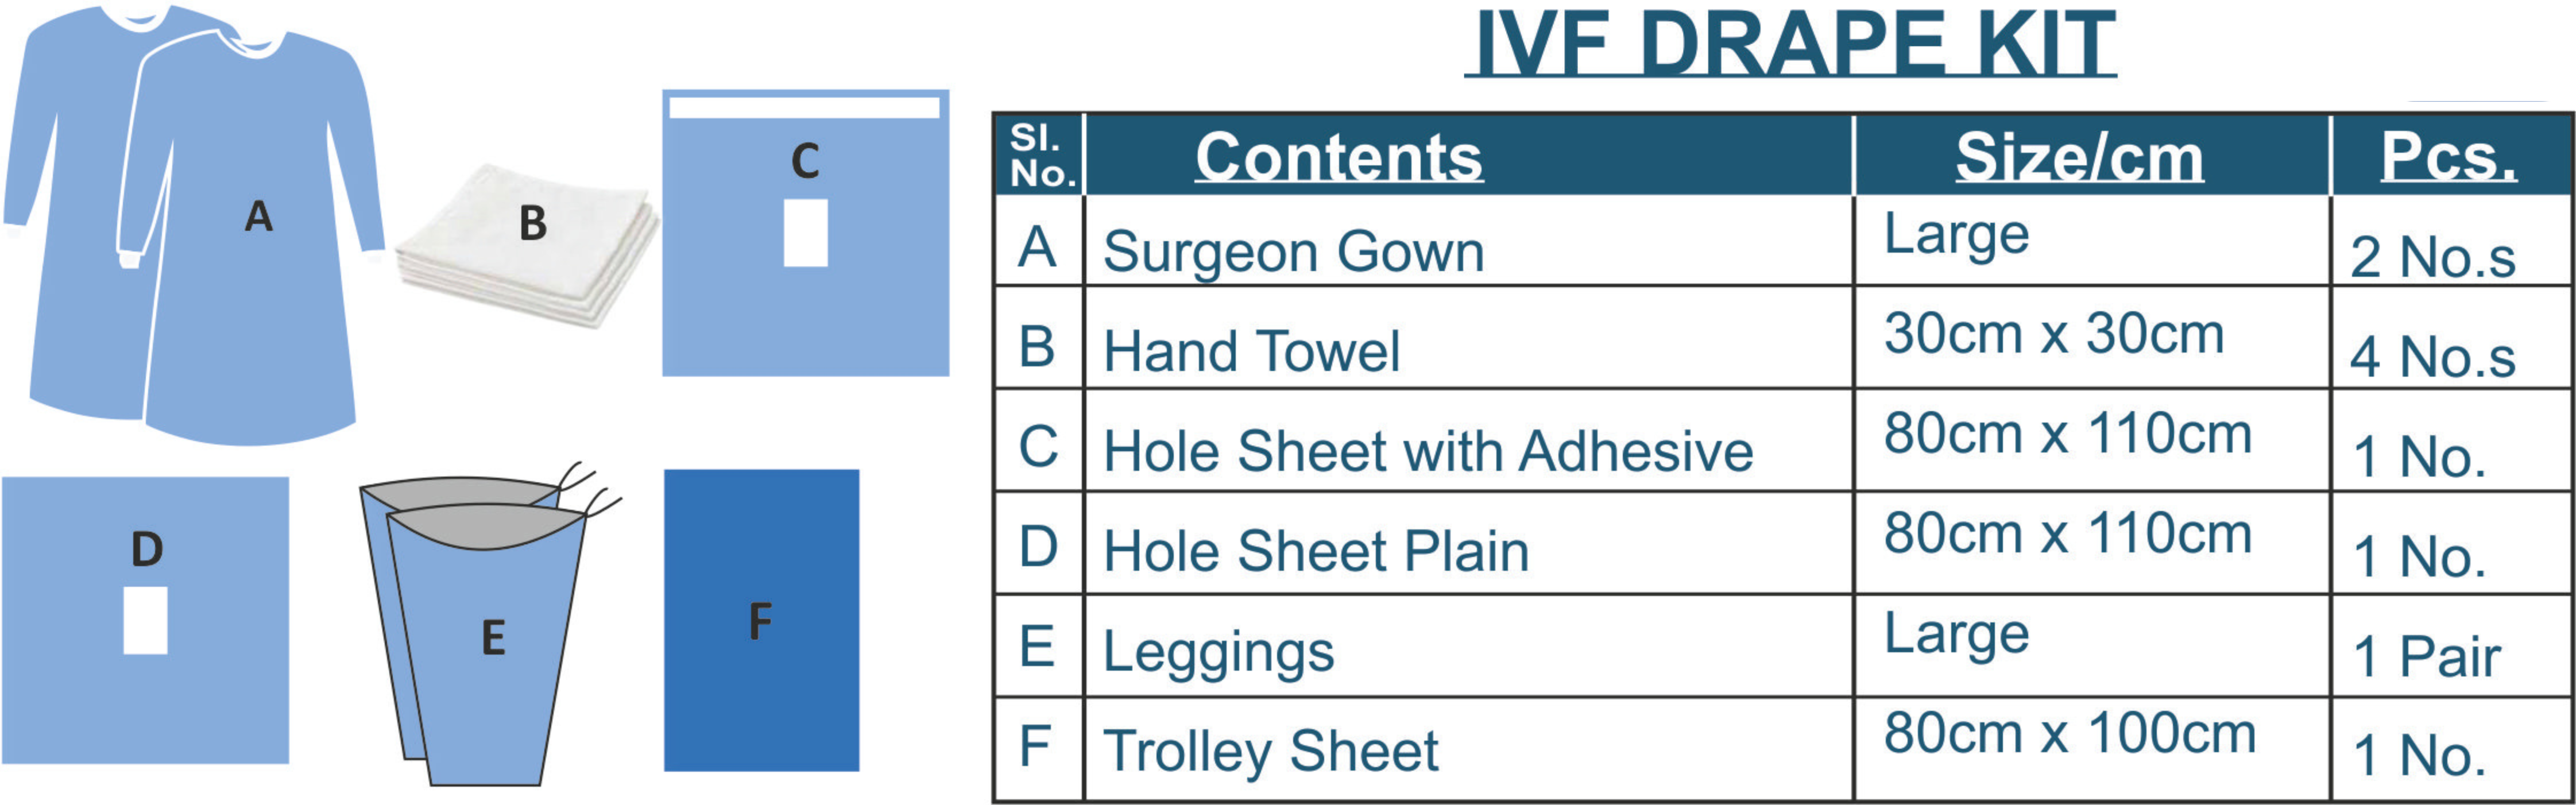 IVF DRAPE KIT
A
B
C
D
E
F
Sl. No. Contents Size/cm Pcs.
A Surgeon Gown Large 2 No.s
B Hand Towel 30cm x 30cm 4 No.s
C Hole Sheet with Adhesive 80cm x 110cm 1 No.
D Hole Sheet Plain 80cm x 110cm 1 No.
E Leggings Large 1 Pair
F Trolley Sheet 80cm x 100cm 1 No.